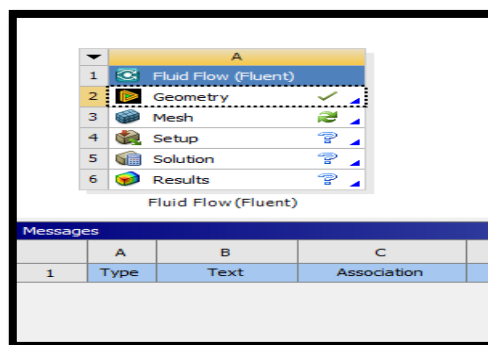 A
1 Fluid Flow (Fluent)
2 Geometry
3 Mesh
4 Setup
5 Solution
6 Results
Fluid Flow (Fluent)
Messages
A B C
1 Type Text Association